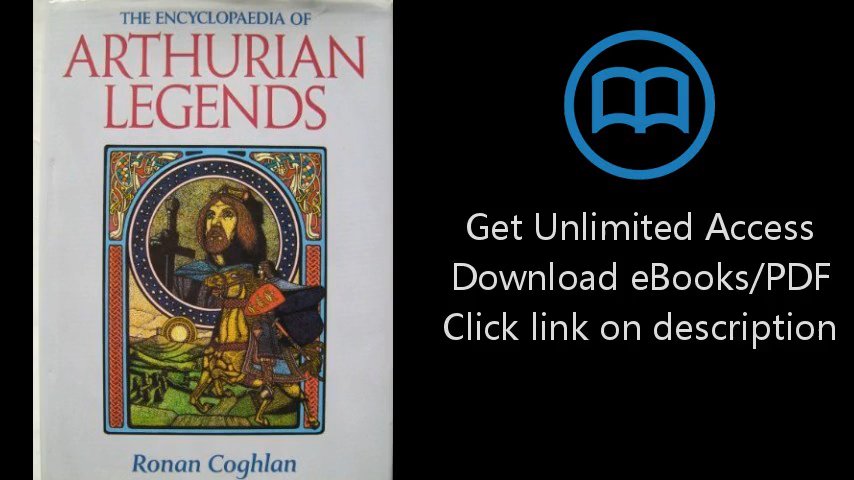 THE ENCYCLOPAEDIA OF
ARTHURIAN
LEGENDS
Ronan Coghlan
Get Unlimited Access
Download eBooks/PDF
Click link on description